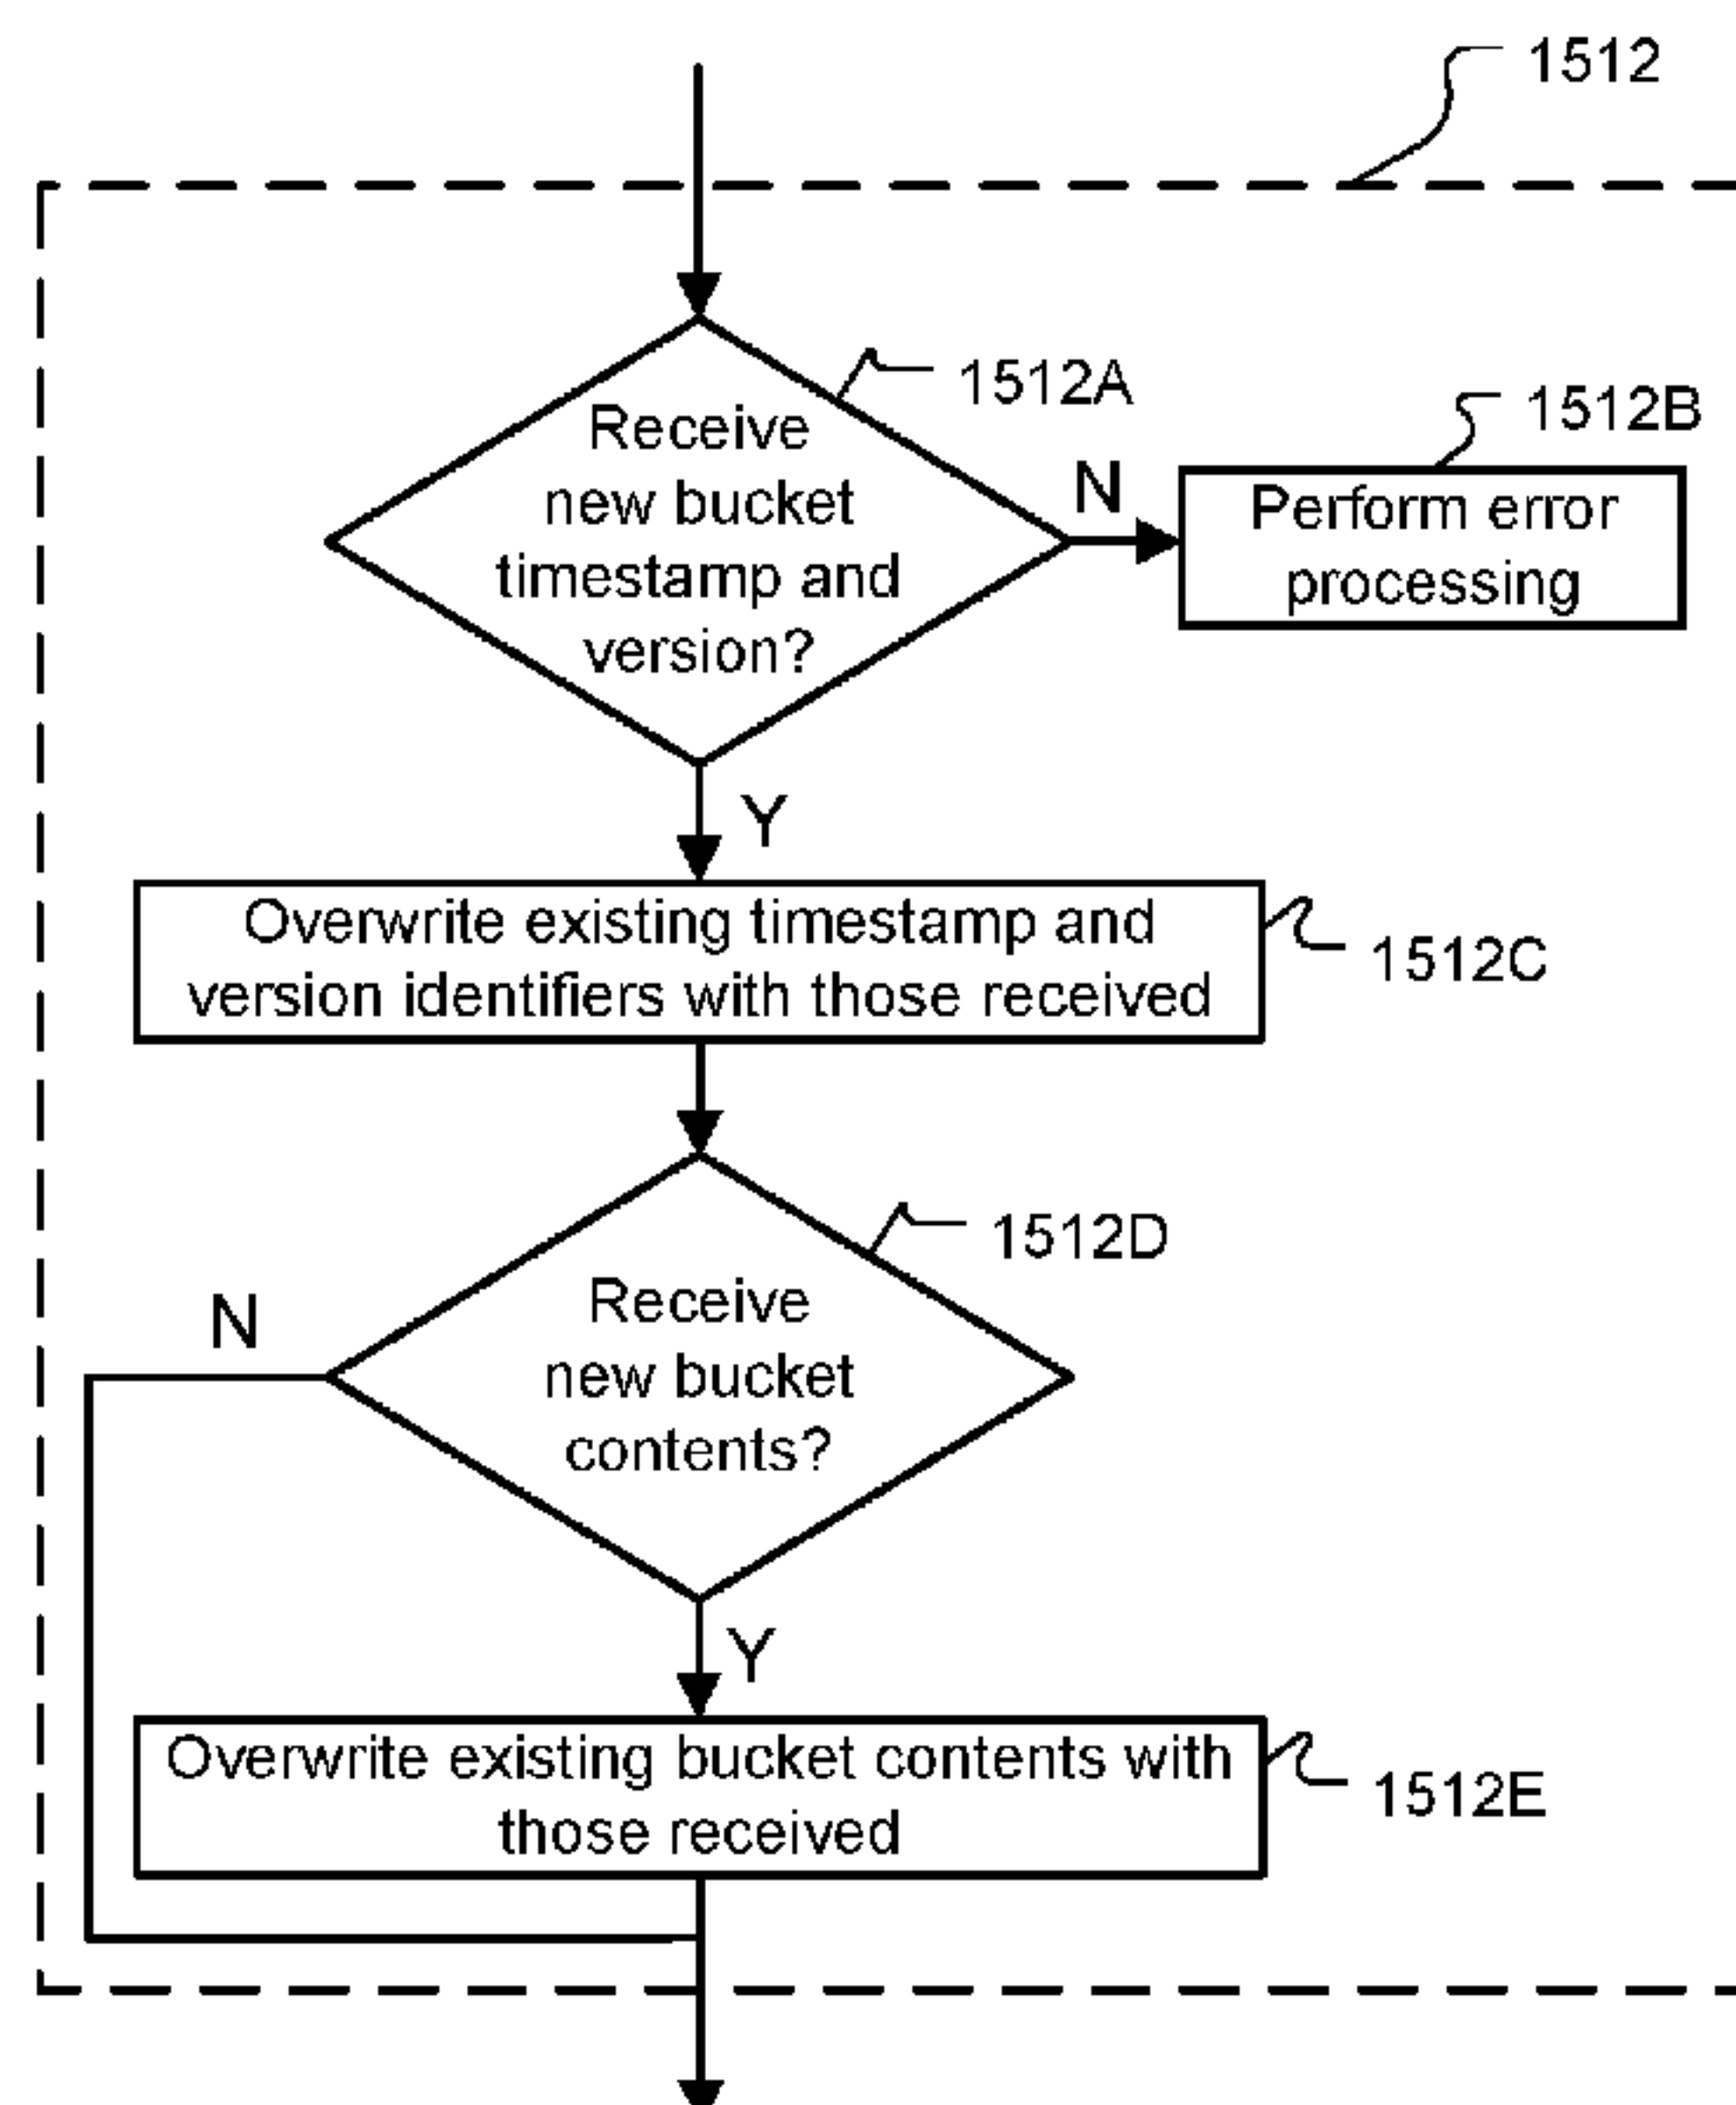 1512
1512A
Receive
new bucket
timestamp and
version?
N
1512B
Perform error
processing
Y
Overwrite existing timestamp and
version identifiers with those received
1512C
1512D
Receive
new bucket
contents?
N
Y
Overwrite existing bucket contents with
those received
1512E